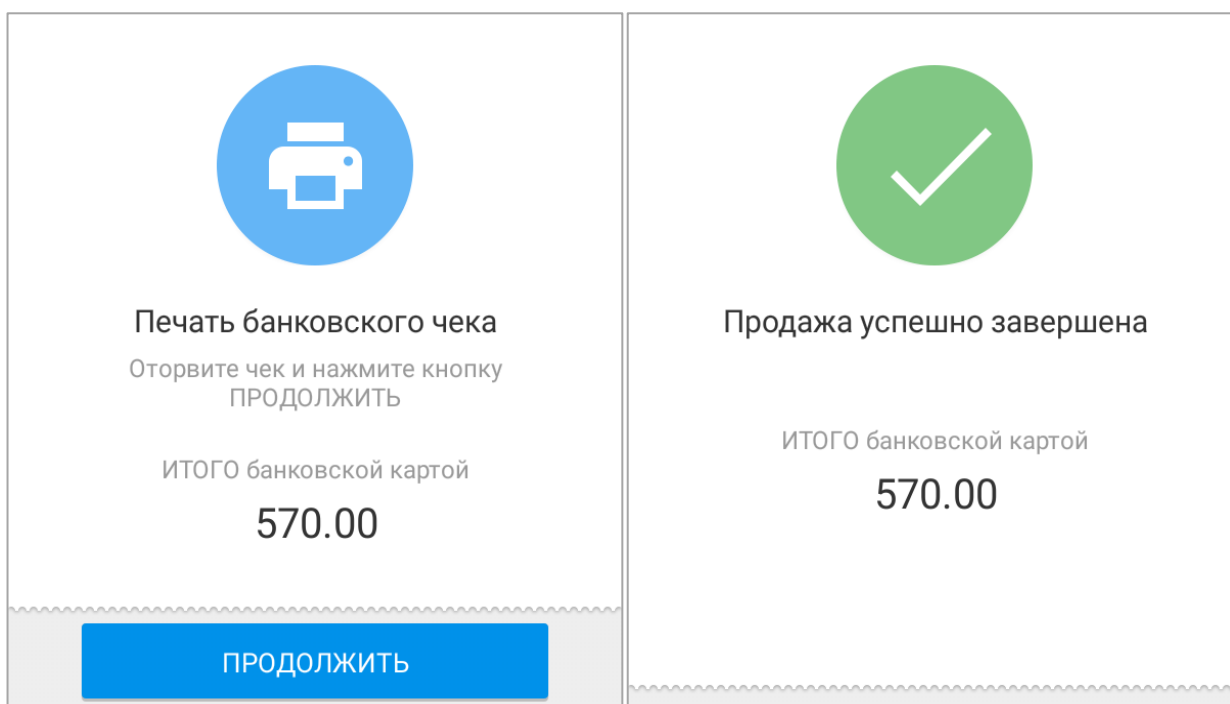 Печать банковского чека
Оторвите чек и нажмите кнопку
ПРОДОЛЖИТЬ
ИТОГО банковской картой
570.00
ПРОДОЛЖИТЬ
Продажа успешно завершена
ИТОГО банковской картой
570.00